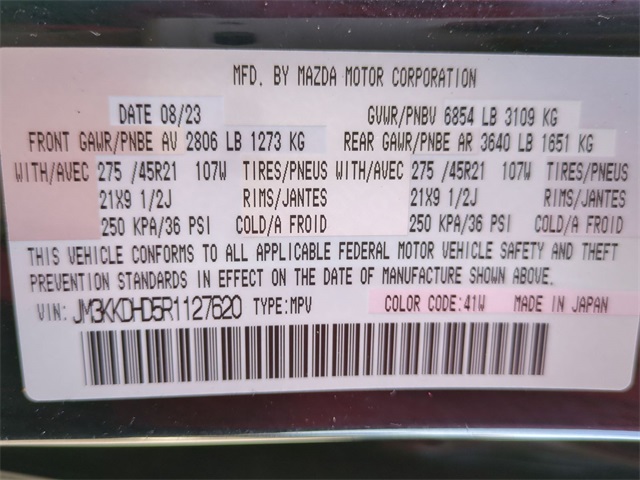 MFD. BY MAZDA MOTOR CORPORATION
DATE 08/23 GVWR/PNBV 6854 LB 3109 KG
FRONT GAWR/PNBE AV 2806 LB 1273 KG REAR GAWR/PNBE AR 3640 LB 1651 KG
WITH/AVEC 275 /45R21 107W TIRES/PNEUS WITH/AVEC 275 /45R21 107W TIRES/PNEUS
21X9 1/2J RIMS/JANTES 21X9 1/2J RIMS/JANTES
250 KPA/36 PSI COLD/A FROID 250 KPA/36 PSI COLD/A FROID
THIS VEHICLE CONFORMS TO ALL APPLICABLE FEDERAL MOTOR VEHICLE SAFETY AND THEFT
PREVENTION STANDARDS IN EFFECT ON THE DATE OF MANUFACTURE SHOWN ABOVE.
VIN: JM3KKDHD5R1127620 TYPE:MPV COLOR CODE:41W MADE IN JAPAN